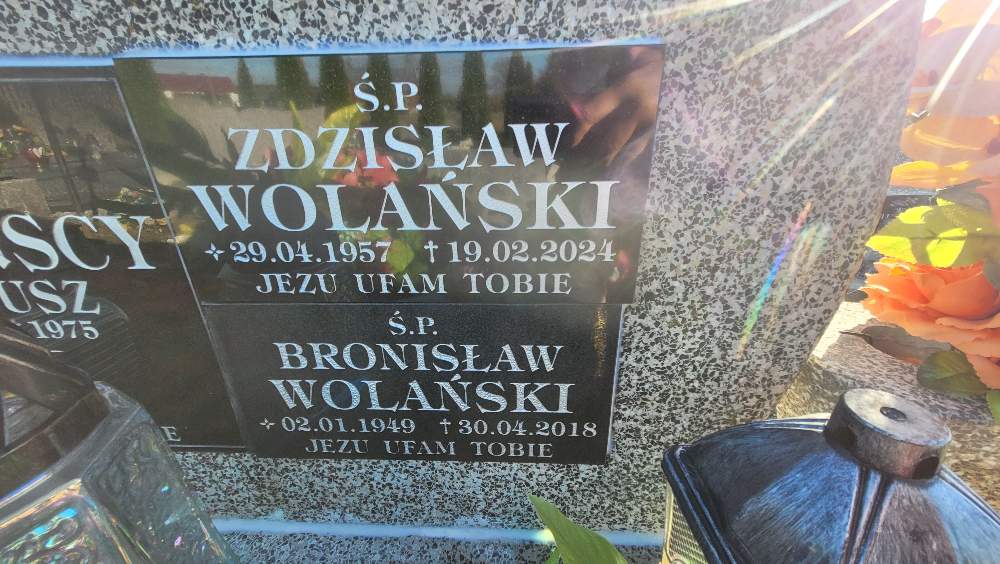 Ś.P.
ZDZISŁAW
WOLAŃSKI
✧ 29.04.1957 † 19.02.2024
JEZU UFAM TOBIE
Ś.P.
BRONISŁAW
WOLAŃSKI
✧ 02.01.1949 † 30.04.2018
JEZU UFAM TOBIE
1975